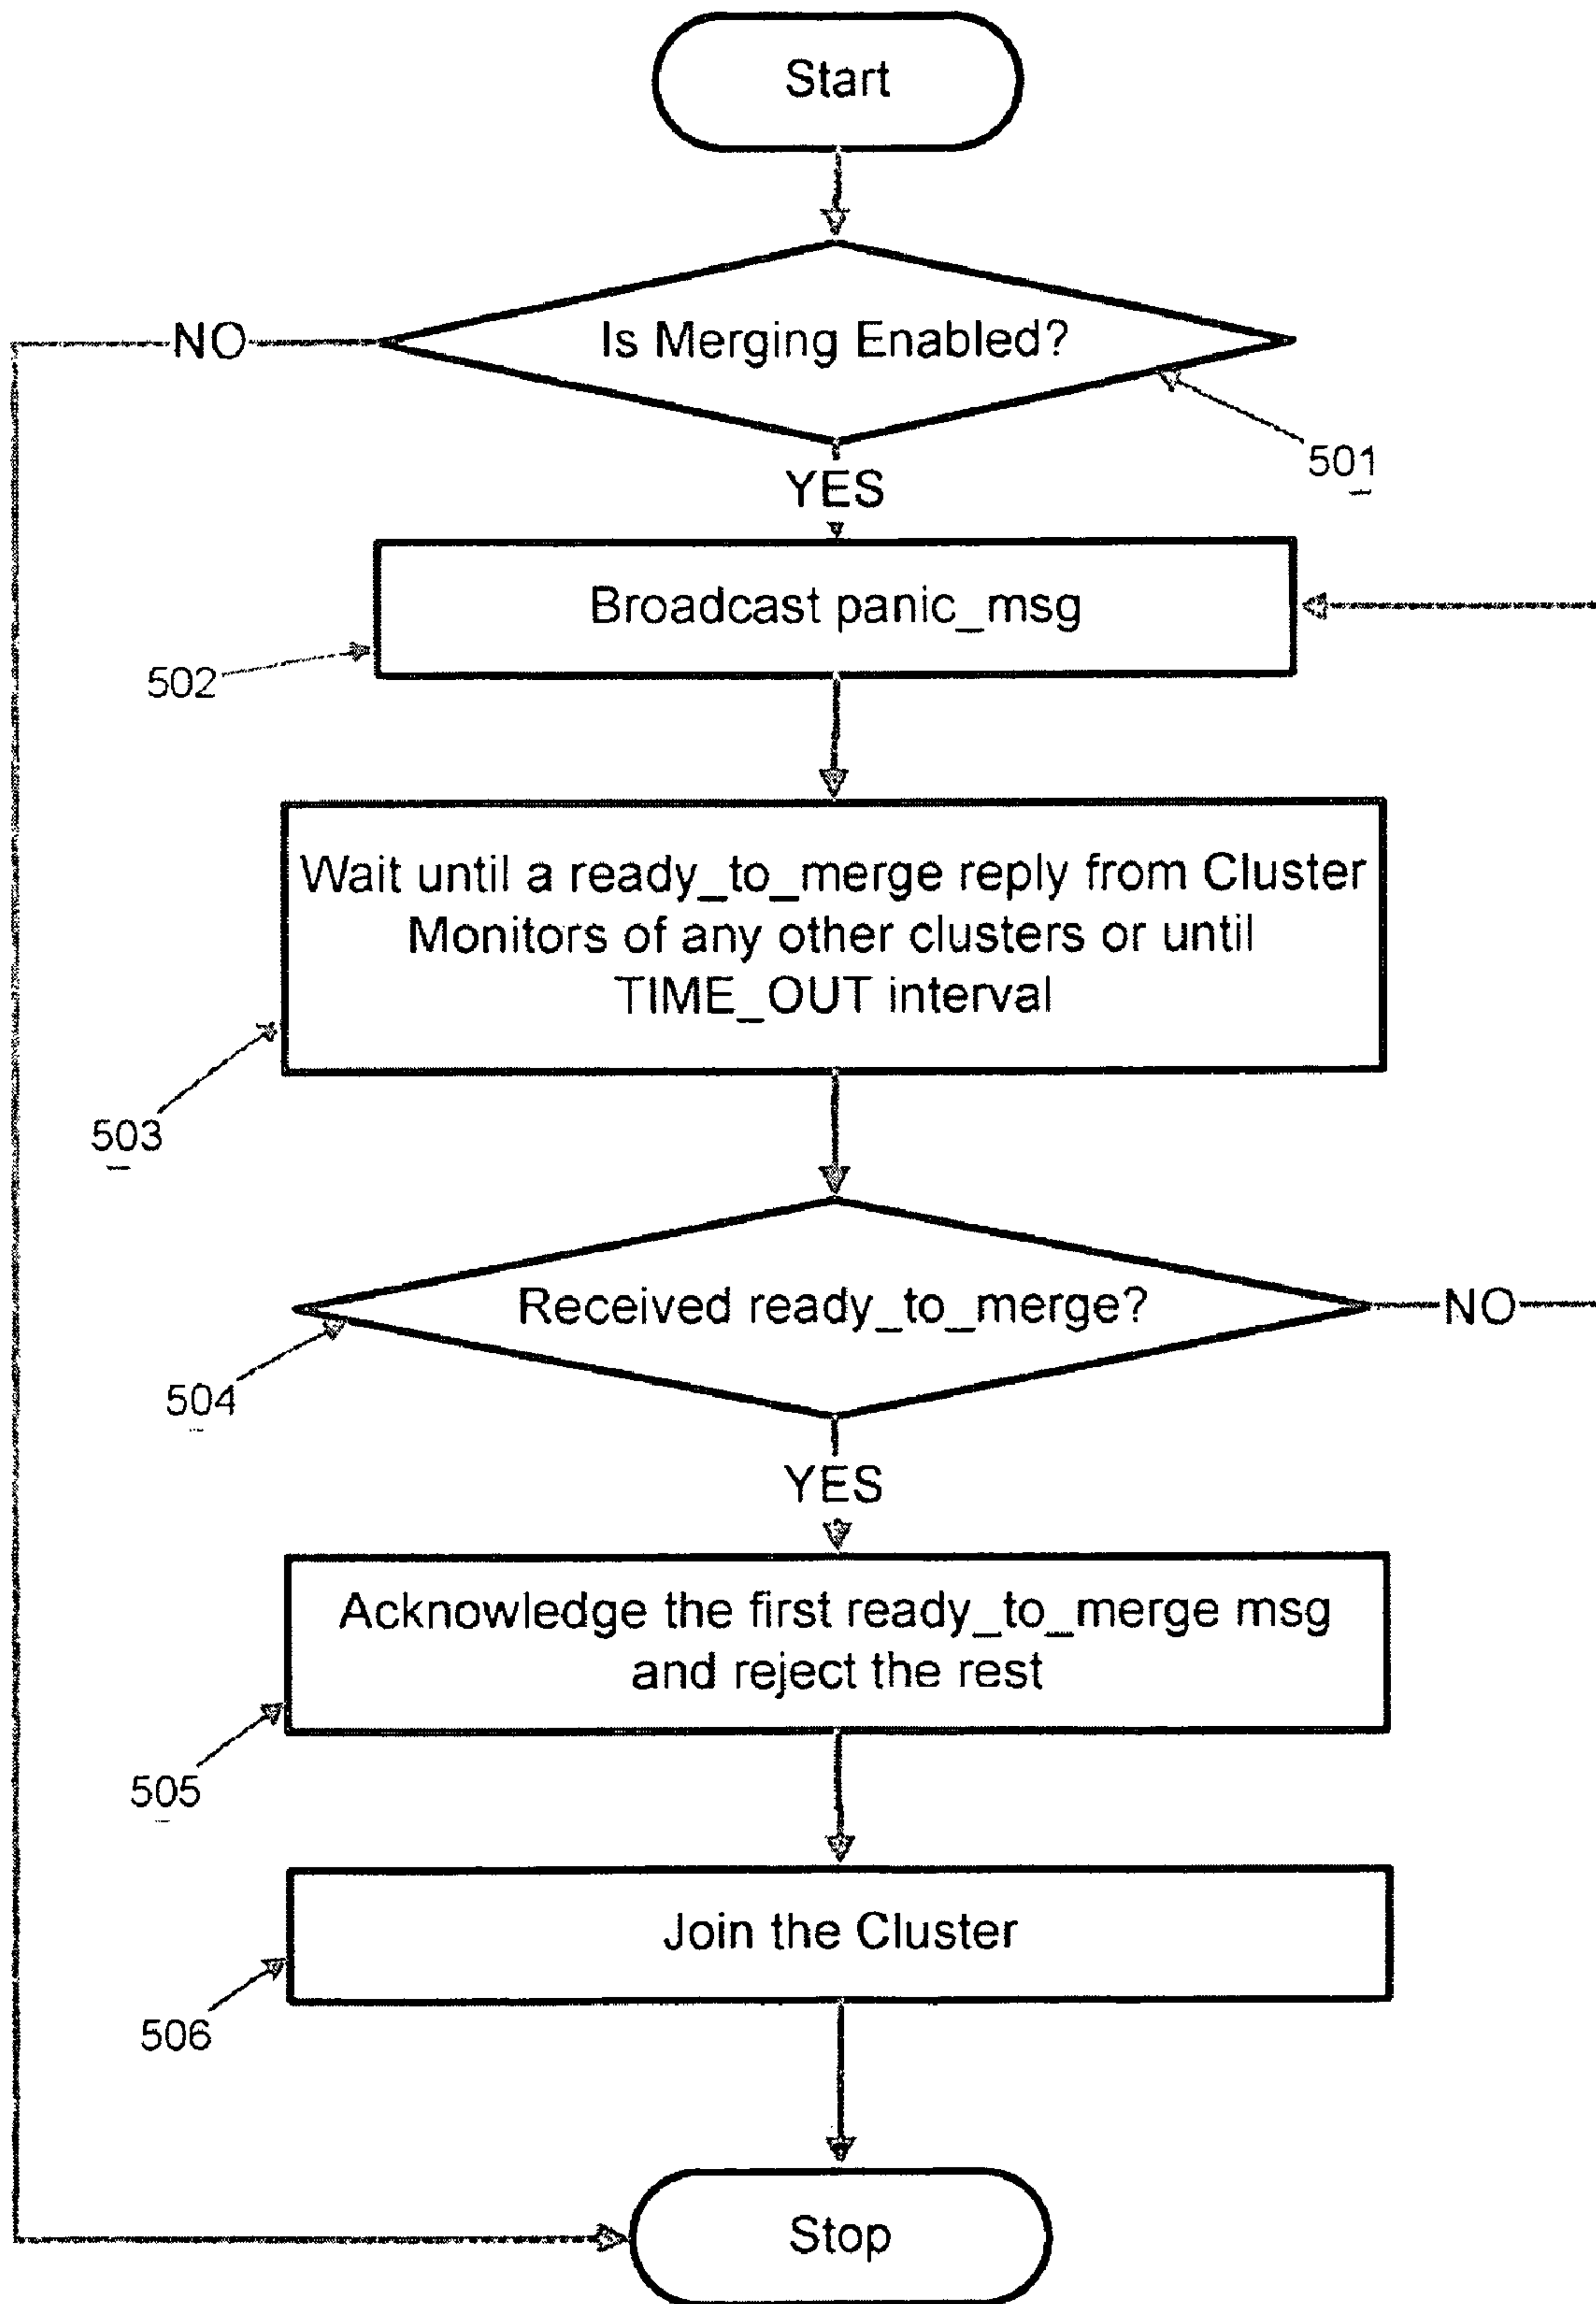 Start
Is Merging Enabled?
NO
501
YES
Broadcast panic_msg
502
Wait until a ready_to_merge reply from Cluster
Monitors of any other clusters or until
TIME_OUT interval
503
Received ready_to_merge?
NO
504
YES
Acknowledge the first ready_to_merge msg
and reject the rest
505
Join the Cluster
506
Stop